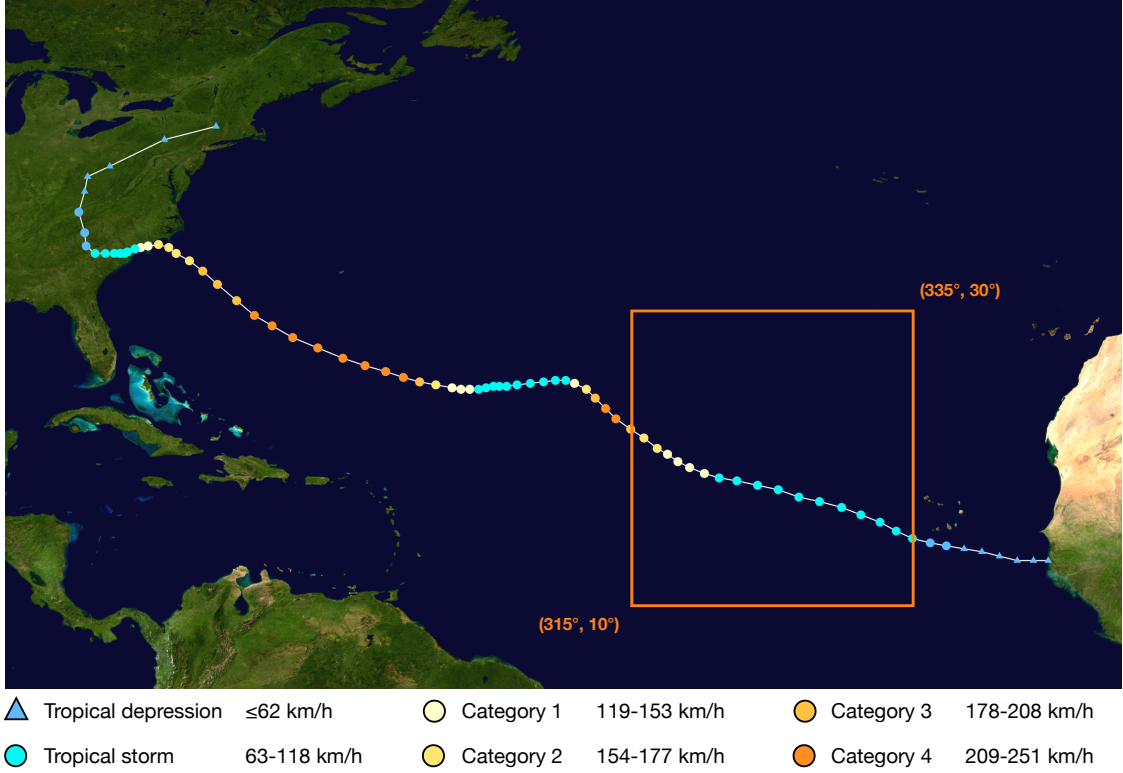 (335°, 30°)
(315°, 10°)
Tropical depression ≤62 km/h Category 1 119-153 km/h Category 3 178-208 km/h
Tropical storm 63-118 km/h Category 2 154-177 km/h Category 4 209-251 km/h